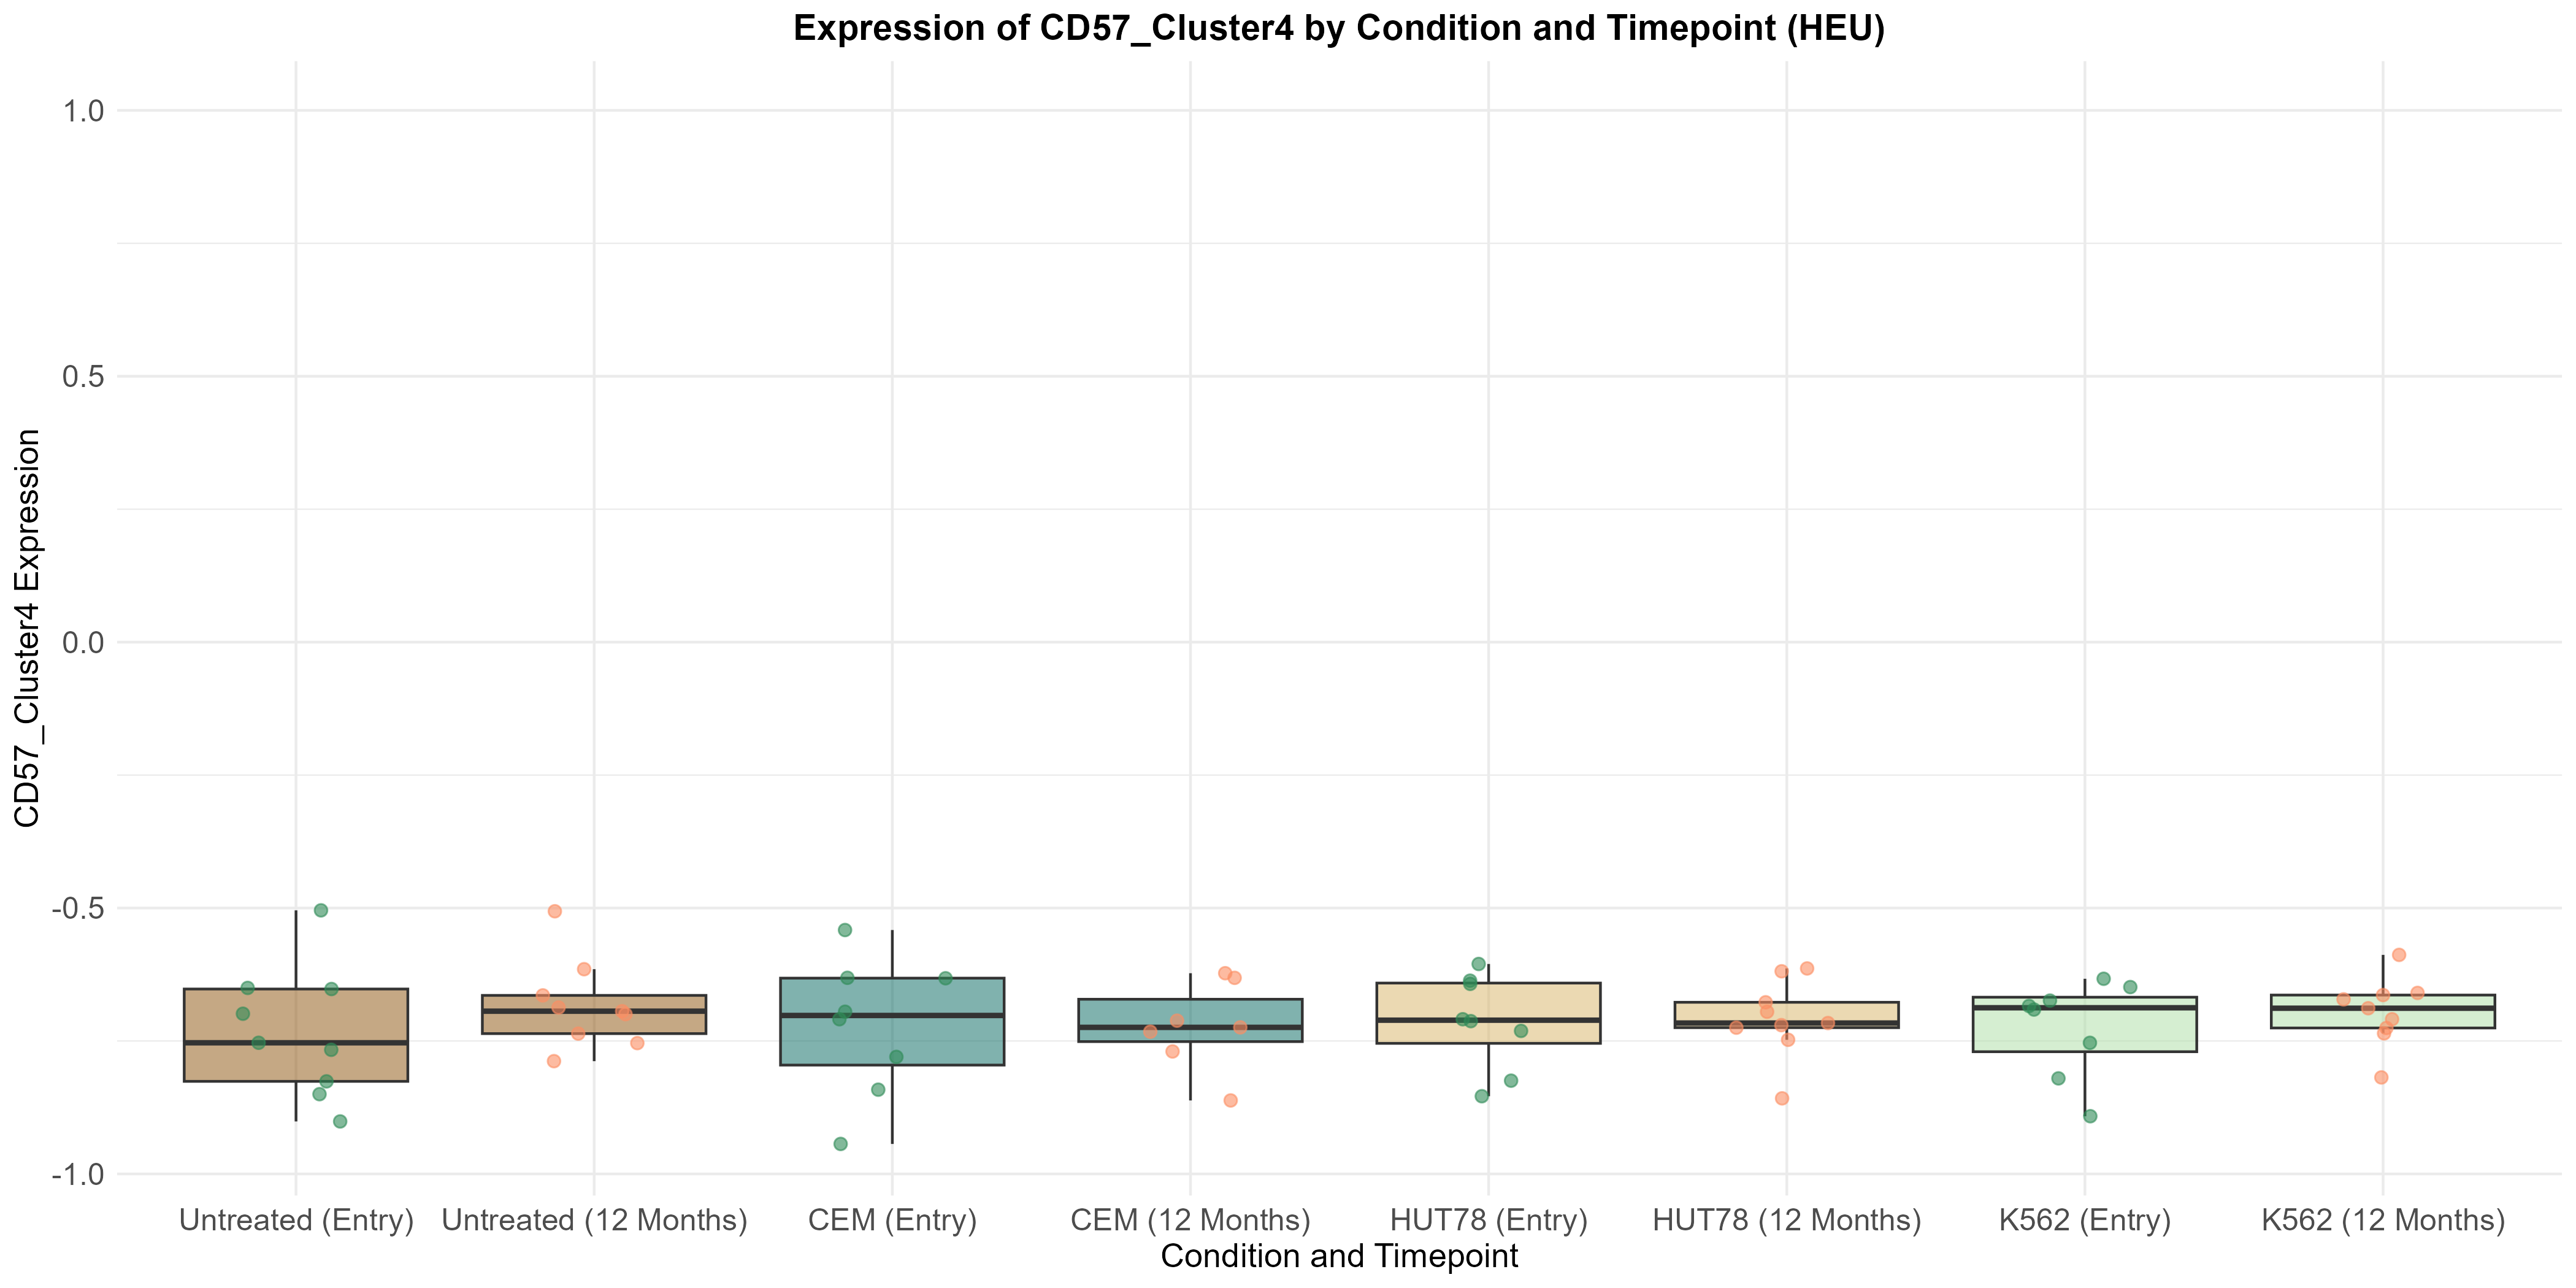 Expression of CD57_Cluster4 by Condition and Timepoint (HEU)
CD57_Cluster4 Expression
1.0
0.5
0.0
-0.5
-1.0
Untreated (Entry)
Untreated (12 Months)
CEM (Entry)
CEM (12 Months)
HUT78 (Entry)
HUT78 (12 Months)
K562 (Entry)
K562 (12 Months)
Condition and Timepoint